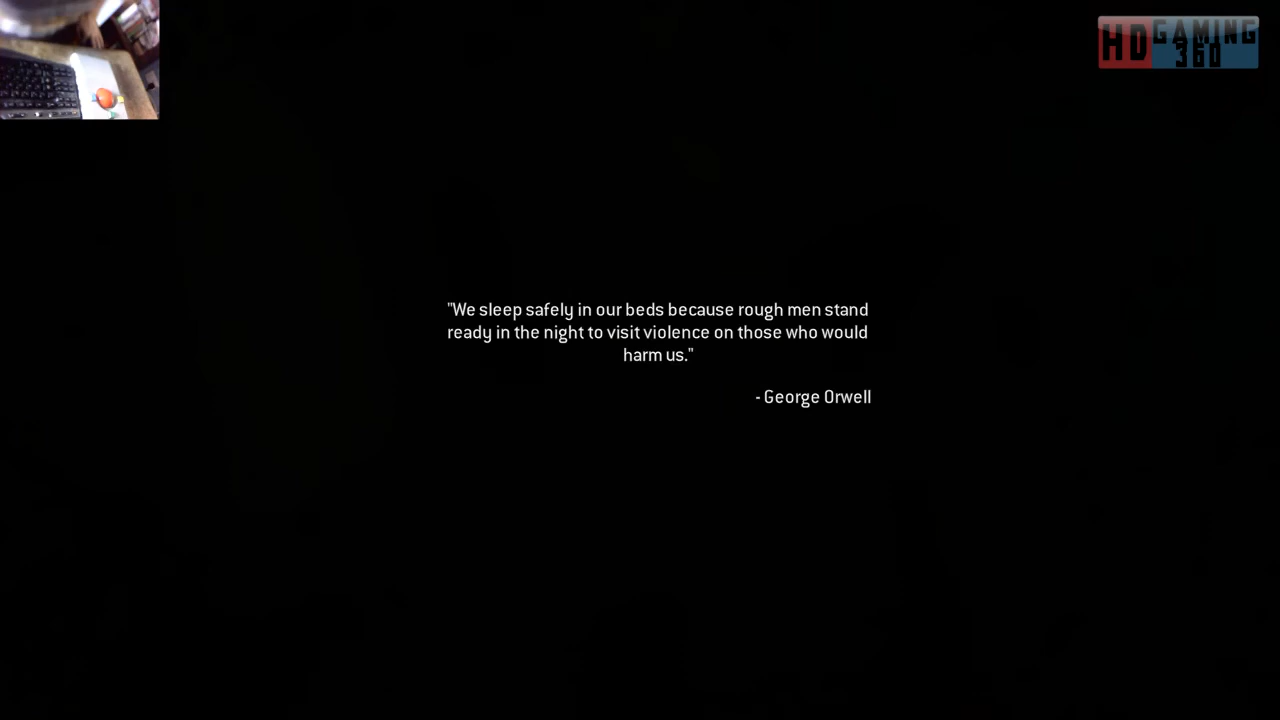 HD GAMING
360
"We sleep safely in our beds because rough men stand
ready in the night to visit violence on those who would
harm us."
- George Orwell